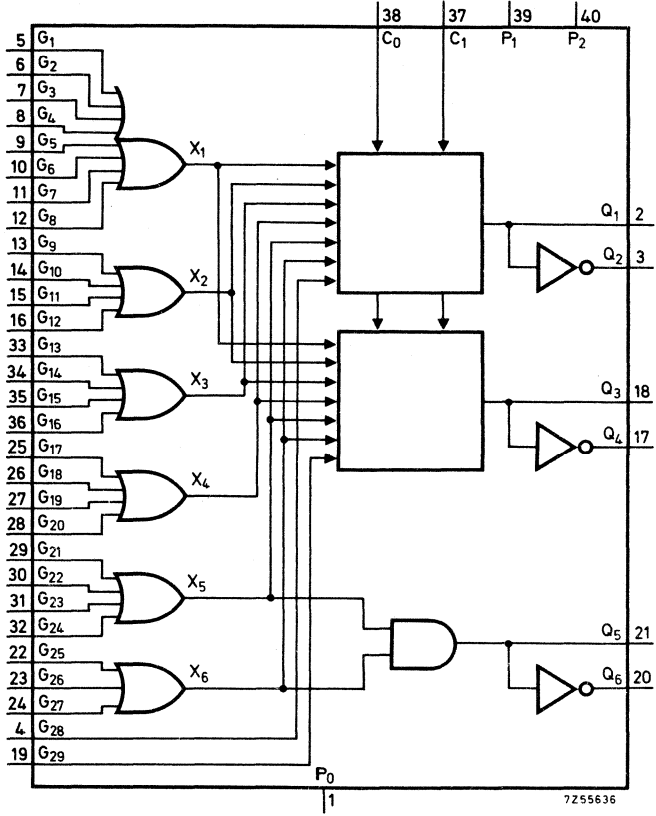 38 37 39 40
C₀ C₁ P₁ P₂
5 G₁
6 G₂
7 G₃
8 G₄
9 G₅
10 G₆
11 G₇
12 G₈
13 G₉
14 G₁₀
15 G₁₁
16 G₁₂
33 G₁₃
34 G₁₄
35 G₁₅
36 G₁₆
25 G₁₇
26 G₁₈
27 G₁₉
28 G₂₀
29 G₂₁
30 G₂₂
31 G₂₃
32 G₂₄
22 G₂₅
23 G₂₆
24 G₂₇
4 G₂₈
19 G₂₉
X₁
X₂
X₃
X₄
X₅
X₆
Q₁ 2
Q₂ 3
Q₃ 18
Q₄ 17
Q₅ 21
Q₆ 20
P₀
1
7Z55636